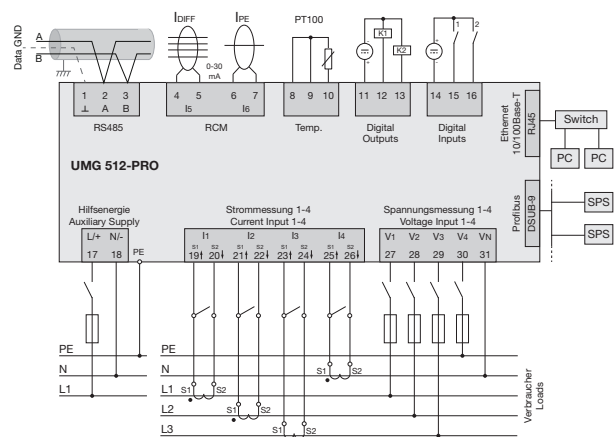 IDIFF IPE PT100
K1
K2
1 2
A
B
Data GND
0-30
mA
1 2 3
⊥ A B
RS485
4 5 6 7
I5 I6
RCM
8 9 10
Temp.
11 12 13
Digital
Outputs
14 15 16
Digital
Inputs
Ethernet
10/100Base-T
RJ45
Switch
PC PC
UMG 512-PRO
Profibus
DSUB-9
SPS
SPS
Hilfsenergie
Auxiliary Supply
L/+ N/-
17 18
PE
Strommessung 1-4
Current Input 1-4
I1 I2 I3 I4
S1 S2 S1 S2 S1 S2 S1 S2
19 20 21 22 23 24 25 26
Spannungsmessung 1-4
Voltage Input 1-4
V1 V2 V3 V4 VN
27 28 29 30 31
PE PE
N N
S1 S2
L1 L1
S1 S2
L2
S1 S2
L3
S1 S2
Verbraucher
Loads